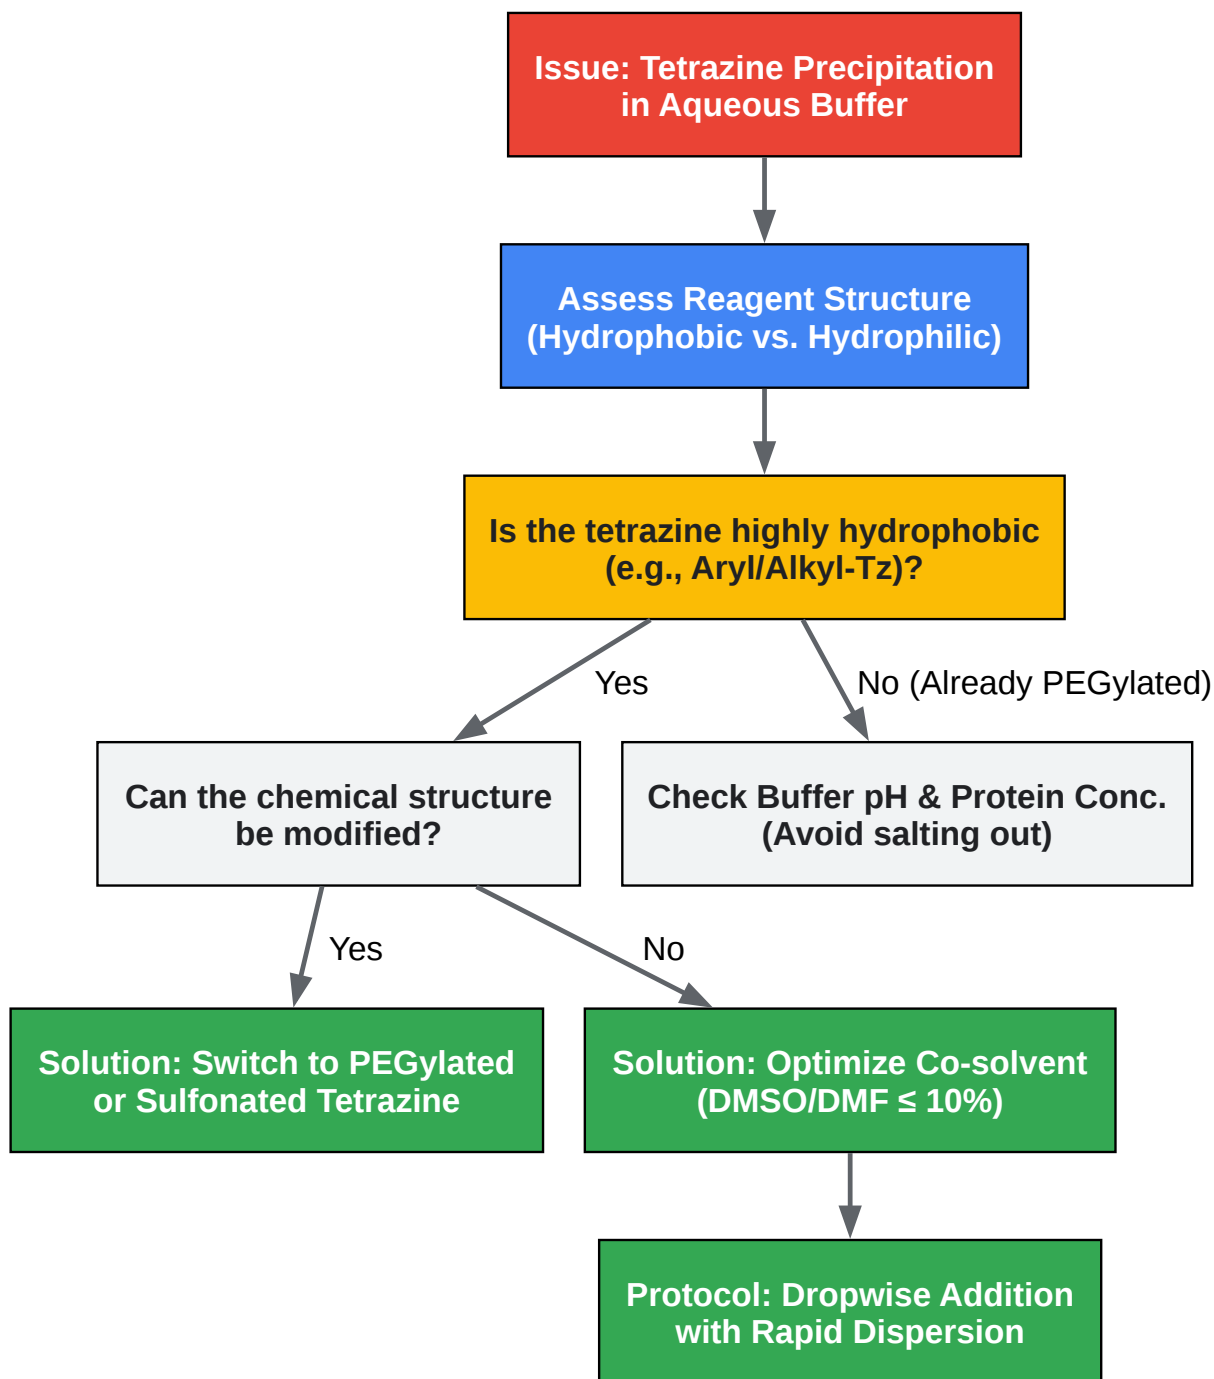 Issue: Tetrazine Precipitation
in Aqueous Buffer
Assess Reagent Structure
(Hydrophobic vs. Hydrophilic)
Is the tetrazine highly hydrophobic
(e.g., Aryl/Alkyl-Tz)?
Yes
No (Already PEGylated)
Can the chemical structure
be modified?
Check Buffer pH & Protein Conc.
(Avoid salting out)
Yes
No
Solution: Switch to PEGylated
or Sulfonated Tetrazine
Solution: Optimize Co-solvent
(DMSO/DMF ≤ 10%)
Protocol: Dropwise Addition
with Rapid Dispersion